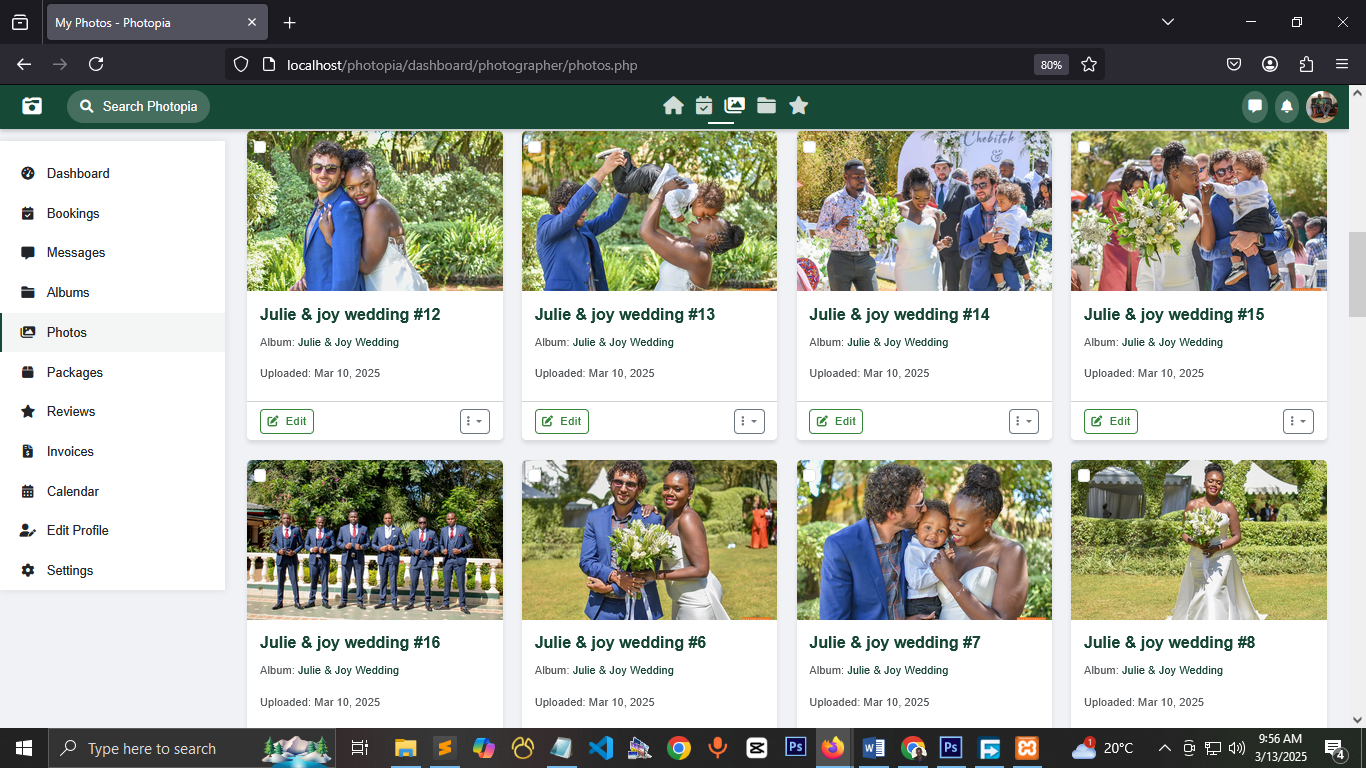 My Photos - Photopia
localhost/photopia/dashboard/photographer/photos.php
80%
Search Photopia
Dashboard
Bookings
Messages
Albums
Photos
Packages
Reviews
Invoices
Calendar
Edit Profile
Settings
Chebitok
&
Julie & joy wedding #12
Album: Julie & Joy Wedding
Uploaded: Mar 10, 2025
Edit
Julie & joy wedding #13
Album: Julie & Joy Wedding
Uploaded: Mar 10, 2025
Edit
Julie & joy wedding #14
Album: Julie & Joy Wedding
Uploaded: Mar 10, 2025
Edit
Julie & joy wedding #15
Album: Julie & Joy Wedding
Uploaded: Mar 10, 2025
Edit
Julie & joy wedding #16
Album: Julie & Joy Wedding
Uploaded: Mar 10, 2025
Julie & joy wedding #6
Album: Julie & Joy Wedding
Uploaded: Mar 10, 2025
Julie & joy wedding #7
Album: Julie & Joy Wedding
Uploaded: Mar 10, 2025
Julie & joy wedding #8
Album: Julie & Joy Wedding
Uploaded: Mar 10, 2025
Type here to search
Ps
W
Ps
1
20°C
9:56 AM
3/13/2025
4